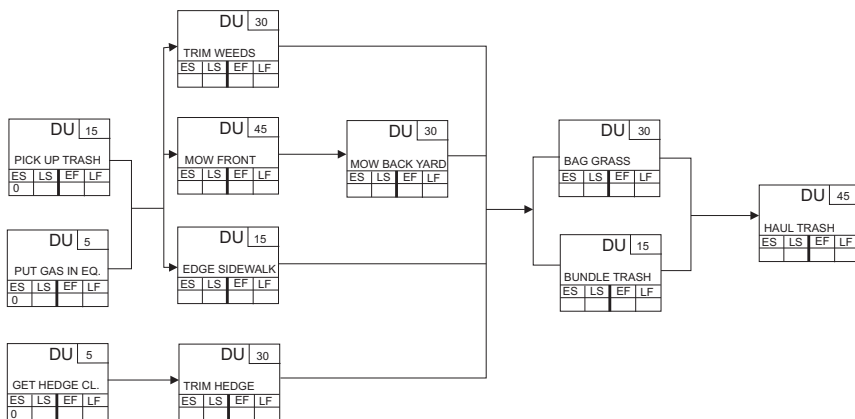 DU 30
TRIM WEEDS
ES LS EF LF
DU 15
PICK UP TRASH
ES LS EF LF
0
DU 45
MOW FRONT
ES LS EF LF
DU 30
MOW BACK YARD
ES LS EF LF
DU 30
BAG GRASS
ES LS EF LF
DU 45
HAUL TRASH
ES LS EF LF
DU 5
PUT GAS IN EQ.
ES LS EF LF
0
DU 15
EDGE SIDEWALK
ES LS EF LF
DU 15
BUNDLE TRASH
ES LS EF LF
DU 5
GET HEDGE CL.
ES LS EF LF
0
DU 30
TRIM HEDGE
ES LS EF LF